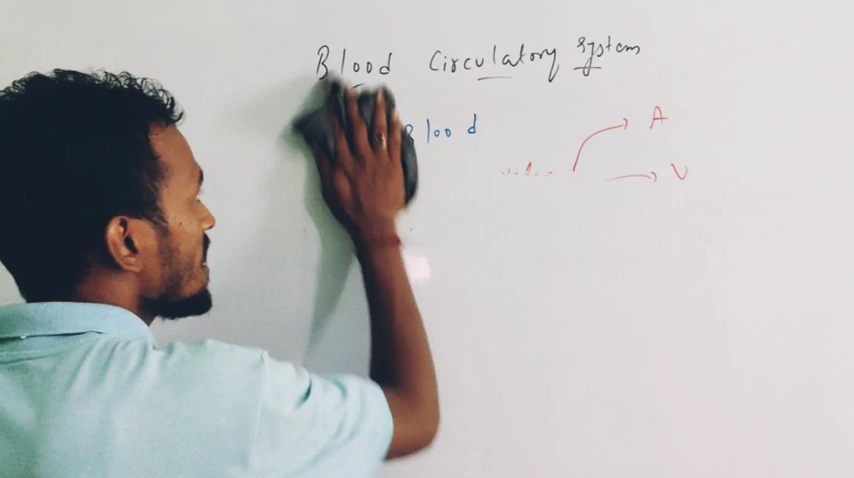 Blood Circulatory System
Blood
→ A
→ V